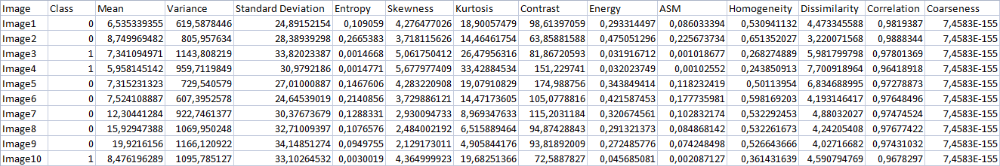 Image Class Mean Variance Standard Deviation Entropy Skewness Kurtosis Contrast Energy ASM Homogeneity Dissimilarity Correlation Coarseness
Image1 0 6,535339355 619,5878446 24,89152154 0,109059 4,276477026 18,90057479 98,61397059 0,293314497 0,086033394 0,530941132 4,473345588 0,9819387 7,4583E-155
Image2 0 8,749969482 805,957634 28,38939298 0,2665383 3,718115626 14,46461754 63,85881588 0,475051296 0,225673734 0,651352027 3,220071568 0,9888344 7,4583E-155
Image3 1 7,341094971 1143,808219 33,82023387 0,0014668 5,061750412 26,47956316 81,86720593 0,031916712 0,001018677 0,268274889 5,981799798 0,97801369 7,4583E-155
Image4 1 5,958145142 959,7119849 30,9792186 0,0014771 5,677977409 33,42884534 151,229741 0,032023749 0,00102552 0,243850913 7,700918964 0,96418918 7,4583E-155
Image5 0 7,315231323 729,540579 27,01000887 0,1467606 4,283220908 19,07910829 174,988756 0,343849414 0,118232419 0,50113954 6,834688995 0,97278873 7,4583E-155
Image6 0 7,524108887 607,3952578 24,64539019 0,2140856 3,729886121 14,47173605 105,0778816 0,421587453 0,177735981 0,598169203 4,193146417 0,97648496 7,4583E-155
Image7 0 12,30441284 922,7461377 30,37673679 0,1288331 2,930094733 8,969347633 115,2031184 0,320674561 0,102832174 0,532292453 4,88032027 0,97474524 7,4583E-155
Image8 0 15,92947388 1069,950248 32,71009397 0,1076576 2,484002192 6,515889464 94,87428843 0,291321373 0,084868142 0,532261673 4,24205408 0,97677422 7,4583E-155
Image9 0 19,9216156 1166,120922 34,14851274 0,0949755 2,129173011 4,905844176 93,81892009 0,272485776 0,074248498 0,526643666 4,02716682 0,97431032 7,4583E-155
Image10 1 8,476196289 1095,785127 33,10264532 0,0030019 4,364999923 19,68251366 72,5887827 0,045685081 0,002087127 0,361431639 4,590794769 0,9678297 7,4583E-155